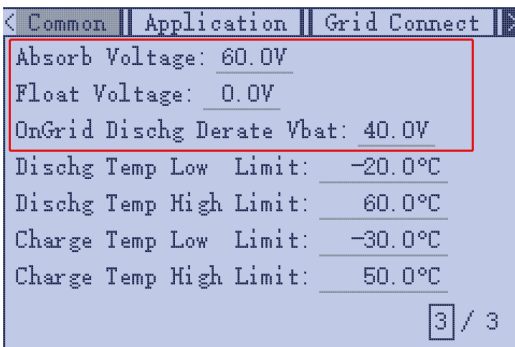 < Common Application Grid Connect >
Absorb Voltage: 60.0V
Float Voltage: 0.0V
OnGrid Dischg Derate Vbat: 40.0V
Dischg Temp Low Limit: -20.0°C
Dischg Temp High Limit: 60.0°C
Charge Temp Low Limit: -30.0°C
Charge Temp High Limit: 50.0°C
3 / 3